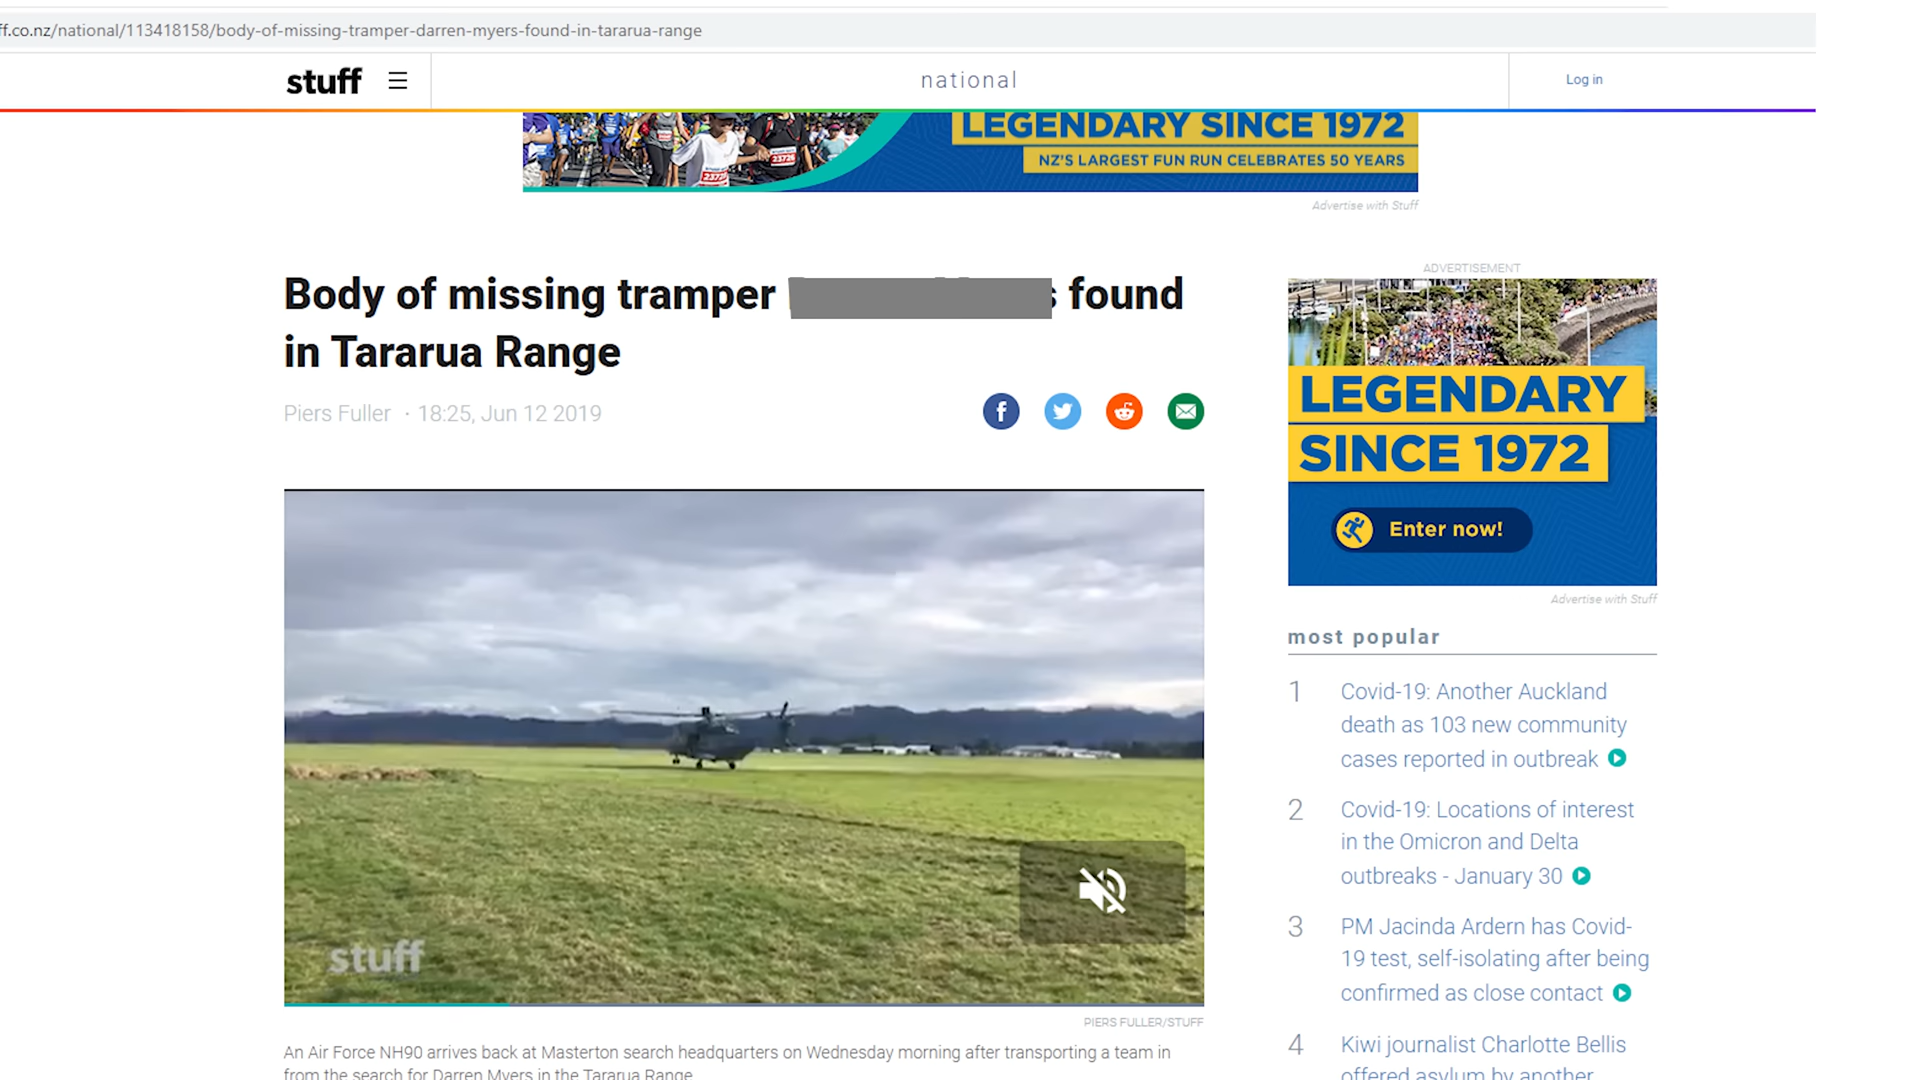 ff.co.nz/national/113418158/body-of-missing-tramper-darren-myers-found-in-tararua-range
stuff
national
Log in
LEGENDARY SINCE 1972
NZ'S LARGEST FUN RUN CELEBRATES 50 YEARS
23726
Advertise with Stuff
Body of missing tramper found
in Tararua Range
Piers Fuller · 18:25, Jun 12 2019
stuff
PIERS FULLER/STUFF
An Air Force NH90 arrives back at Masterton search headquarters on Wednesday morning after transporting a team in
from the search for Darren Myers in the Tararua Range.
ADVERTISEMENT
LEGENDARY
SINCE 1972
Enter now!
Advertise with Stuff
most popular
1 Covid-19: Another Auckland
death as 103 new community
cases reported in outbreak
2 Covid-19: Locations of interest
in the Omicron and Delta
outbreaks - January 30
3 PM Jacinda Ardern has Covid-
19 test, self-isolating after being
confirmed as close contact
4 Kiwi journalist Charlotte Bellis
offered asylum by another